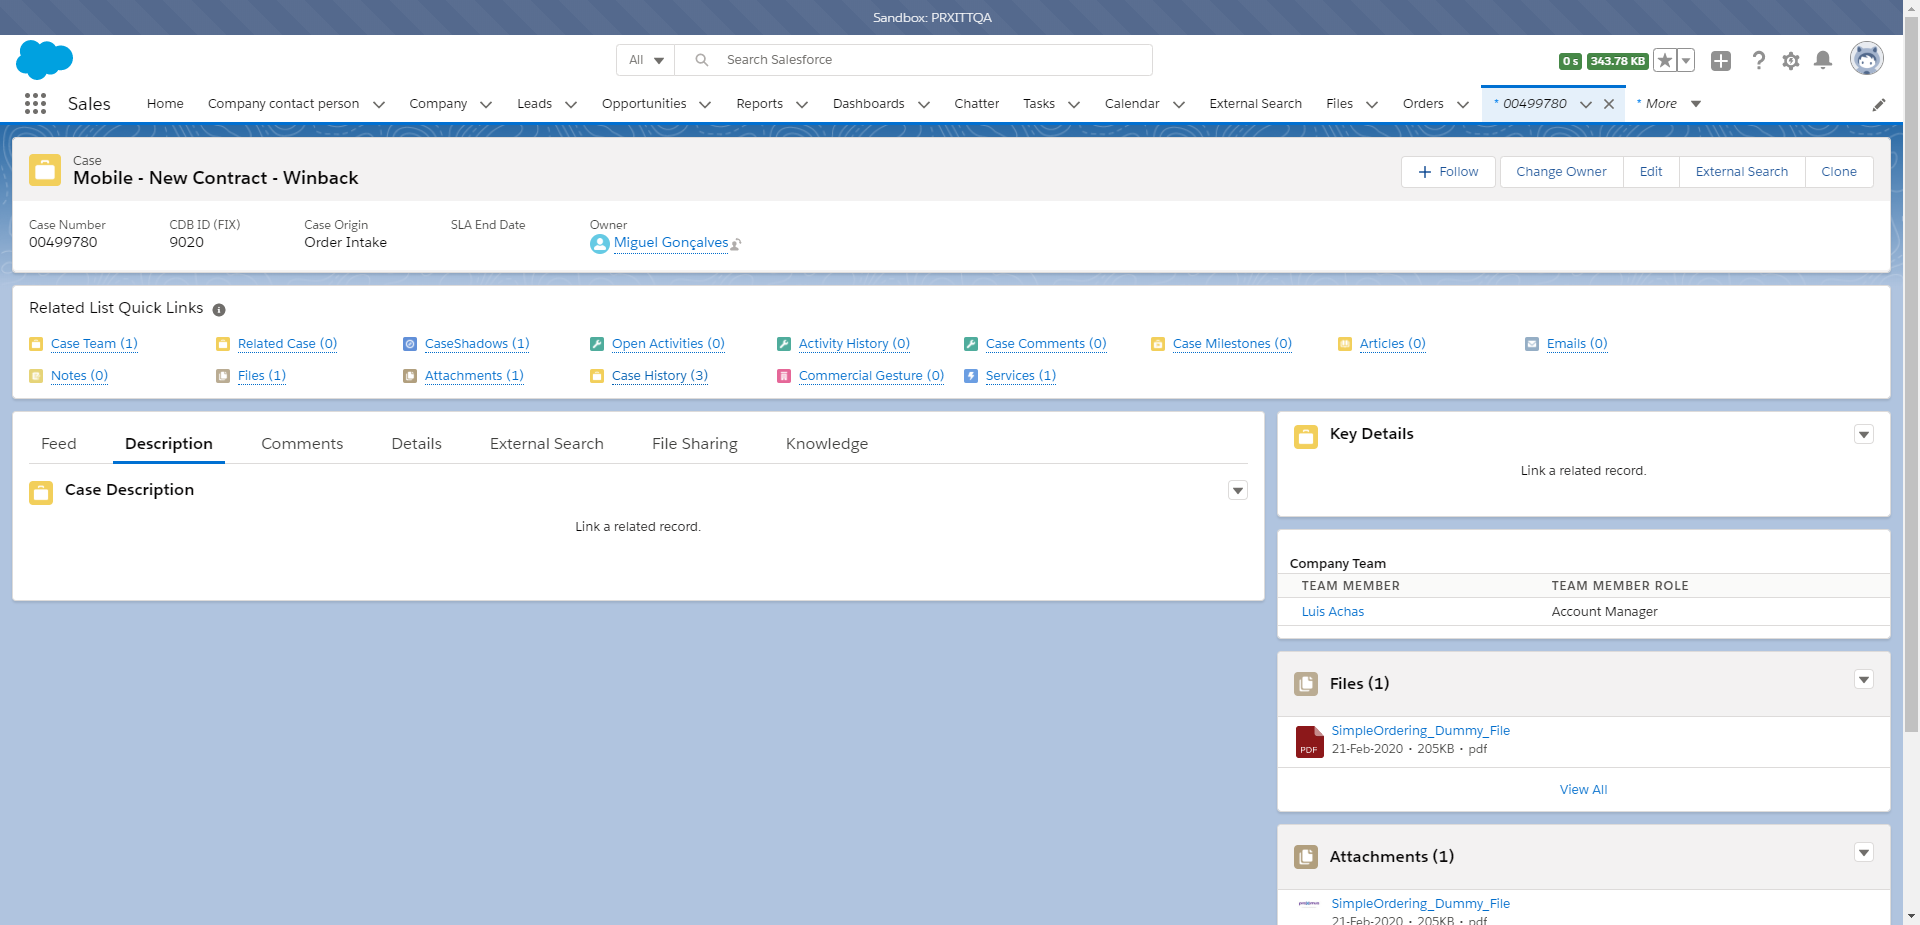 Sandbox: PRXITTQA
All
Search Salesforce
0 s
343.78 KB
Sales
Home
Company contact person
Company
Leads
Opportunities
Reports
Dashboards
Chatter
Tasks
Calendar
External Search
Files
Orders
* 00499780
* More
Case
Mobile - New Contract - Winback
Follow
Change Owner
Edit
External Search
Clone
Case Number
00499780
CDB ID (FIX)
9020
Case Origin
Order Intake
SLA End Date
Owner
Miguel Gonçalves
Related List Quick Links
Case Team (1)
Related Case (0)
CaseShadows (1)
Open Activities (0)
Activity History (0)
Case Comments (0)
Case Milestones (0)
Articles (0)
Emails (0)
Notes (0)
Files (1)
Attachments (1)
Case History (3)
Commercial Gesture (0)
Services (1)
Feed
Description
Comments
Details
External Search
File Sharing
Knowledge
Case Description
Link a related record.
Key Details
Link a related record.
Company Team
TEAM MEMBER
TEAM MEMBER ROLE
Luis Achas
Account Manager
Files (1)
PDF
SimpleOrdering_Dummy_File
21-Feb-2020 • 205KB • pdf
View All
Attachments (1)
SimpleOrdering_Dummy_File
21-Feb-2020 • 205KB • pdf